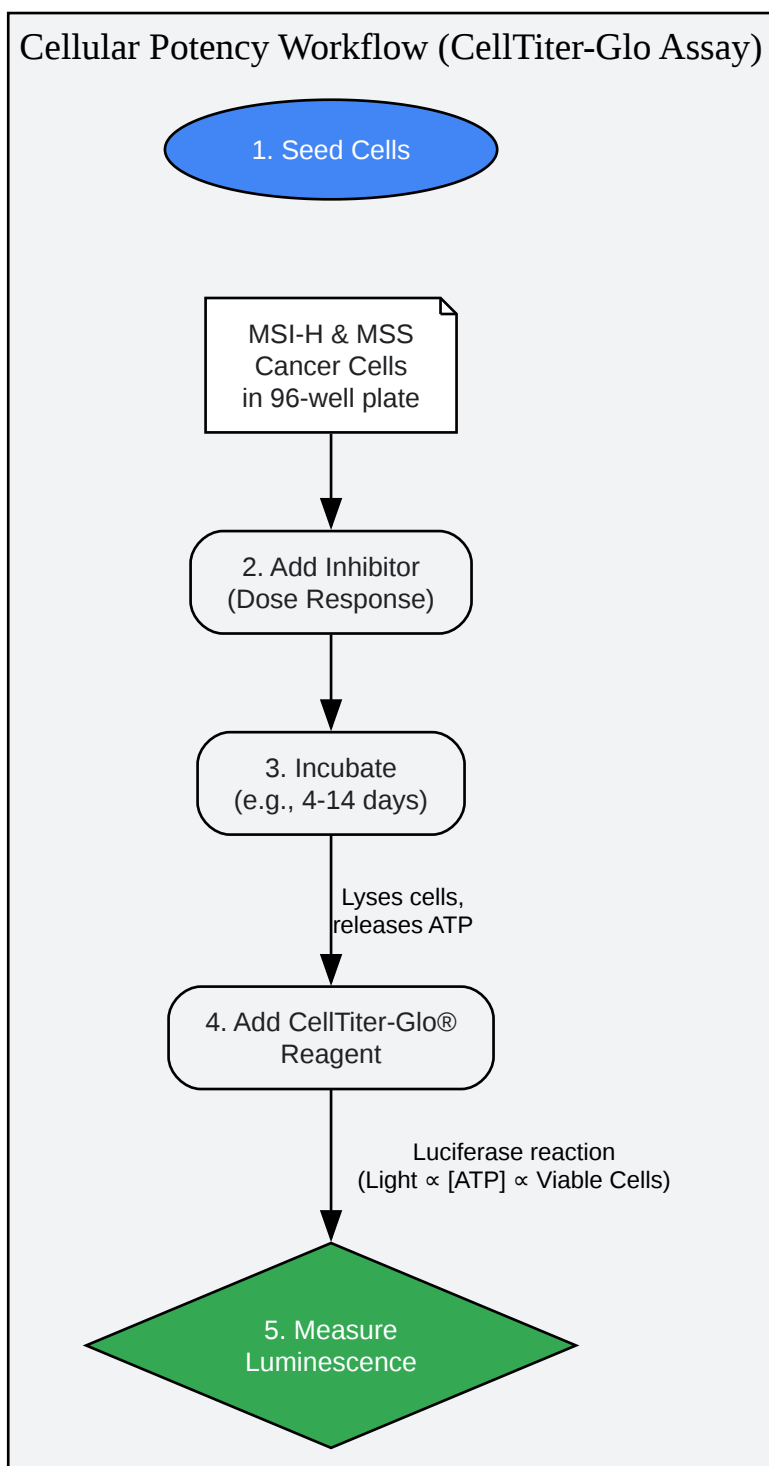 Cellular Potency Workflow (CellTiter-Glo Assay)
1. Seed Cells
MSI-H & MSS
Cancer Cells
in 96-well plate
2. Add Inhibitor
(Dose Response)
3. Incubate
(e.g., 4-14 days)
Lyses cells,
releases ATP
4. Add CellTiter-Glo®
Reagent
Luciferase reaction
(Light ∝ [ATP] ∝ Viable Cells)
5. Measure
Luminescence